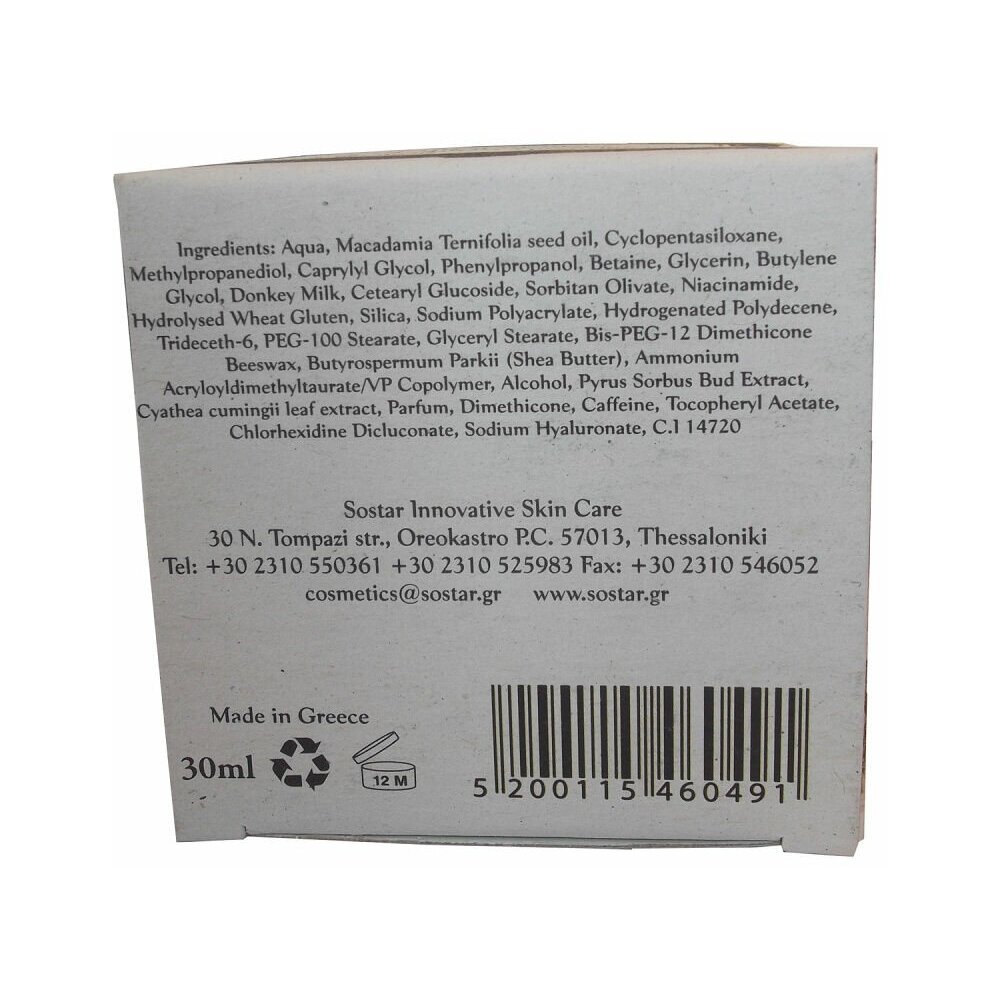 Ingredients: Aqua, Macadamia Ternifolia seed oil, Cyclopentasiloxane,
Methylpropanediol, Caprylyl Glycol, Phenylpropanol, Betaine, Glycerin, Butylene
Glycol, Donkey Milk, Cetearyl Glucoside, Sorbitan Olivate, Niacinamide,
Hydrolysed Wheat Gluten, Silica, Sodium Polyacrylate, Hydrogenated Polydecene,
Trideceth-6, PEG-100 Stearate, Glyceryl Stearate, Bis-PEG-12 Dimethicone
Beeswax, Butyrospermum Parkii (Shea Butter), Ammonium
Acryloyldimethyltaurate/VP Copolymer, Alcohol, Pyrus Sorbus Bud Extract,
Cyathea cumingii leaf extract, Parfum, Dimethicone, Caffeine, Tocopheryl Acetate,
Chlorhexidine Dicluconate, Sodium Hyaluronate, C.I 14720
Sostar Innovative Skin Care
30 N. Tompazi str., Oreokastro P.C. 57013, Thessaloniki
Tel: +30 2310 550361 +30 2310 525983 Fax: +30 2310 546052
cosmetics@sostar.gr www.sostar.gr
Made in Greece
30ml 12 M
5 200115 460491